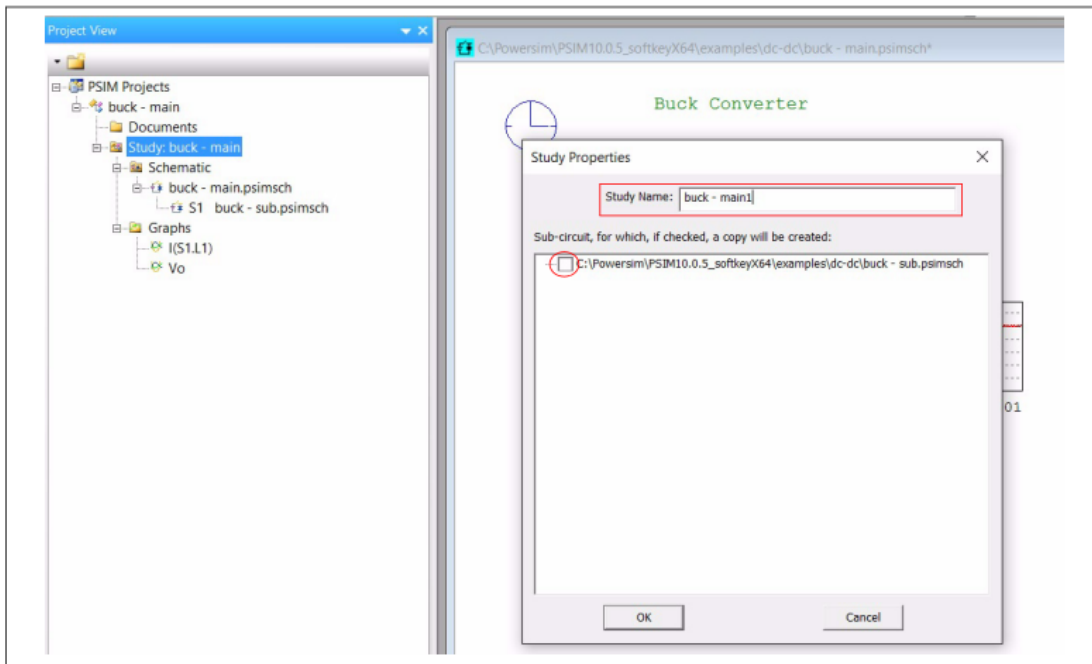 Project View
PSIM Projects
buck - main
Documents
Study: buck - main
Schematic
buck - main.psimsch
S1 buck - sub.psimsch
Graphs
I(S1.L1)
Vo
C:\Powersim\PSIM10.0.5_softkeyX64\examples\dc-dc\buck - main.psimsch*
Buck Converter
Study Properties
Study Name: buck - main1
Sub-circuit, for which, if checked, a copy will be created:
C:\Powersim\PSIM10.0.5_softkeyX64\examples\dc-dc\buck - sub.psimsch
01
OK Cancel